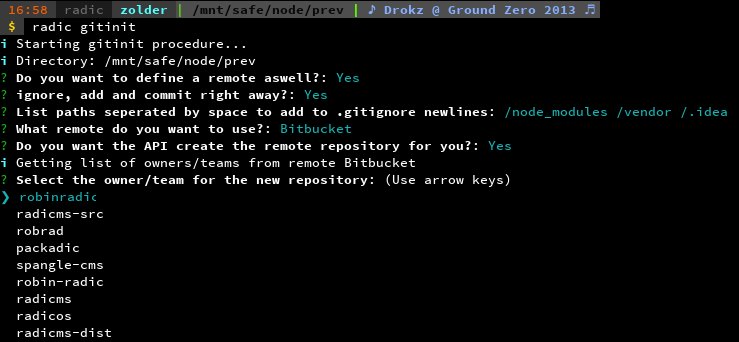 16:58 radic zolder | /mnt/safe/node/prev | ♪ Drokz @ Ground Zero 2013 ♬
$ radic gitinit
i Starting gitinit procedure...
i Directory: /mnt/safe/node/prev
? Do you want to define a remote aswell?: Yes
? ignore, add and commit right away?: Yes
? List paths seperated by space to add to .gitignore newlines: /node_modules /vendor /.idea
? What remote do you want to use?: Bitbucket
? Do you want the API create the remote repository for you?: Yes
i Getting list of owners/teams from remote Bitbucket
? Select the owner/team for the new repository: (Use arrow keys)
❯ robinradic
radicms-src
robrad
packadic
spangle-cms
robin-radic
radicms
radicos
radicms-dist